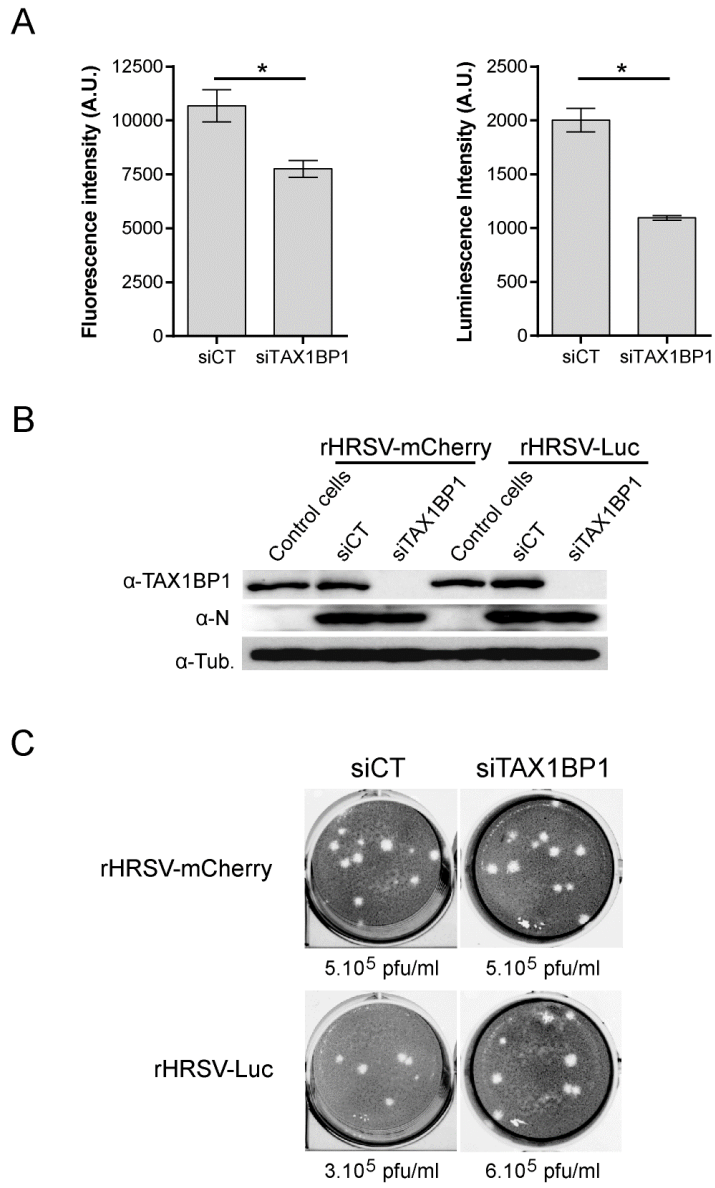 A
Fluorescence intensity (A.U.)
12500
10000
7500
5000
2500
0
*
siCT
siTAX1BP1
Luminescence Intensity (A.U.)
2500
2000
1500
1000
500
0
*
siCT
siTAX1BP1
B
rHRSV-mCherry
rHRSV-Luc
Control cells
siCT
siTAX1BP1
Control cells
siCT
siTAX1BP1
α-TAX1BP1
α-N
α-Tub.
C
siCT
siTAX1BP1
rHRSV-mCherry
5.10⁵ pfu/ml
5.10⁵ pfu/ml
rHRSV-Luc
3.10⁵ pfu/ml
6.10⁵ pfu/ml